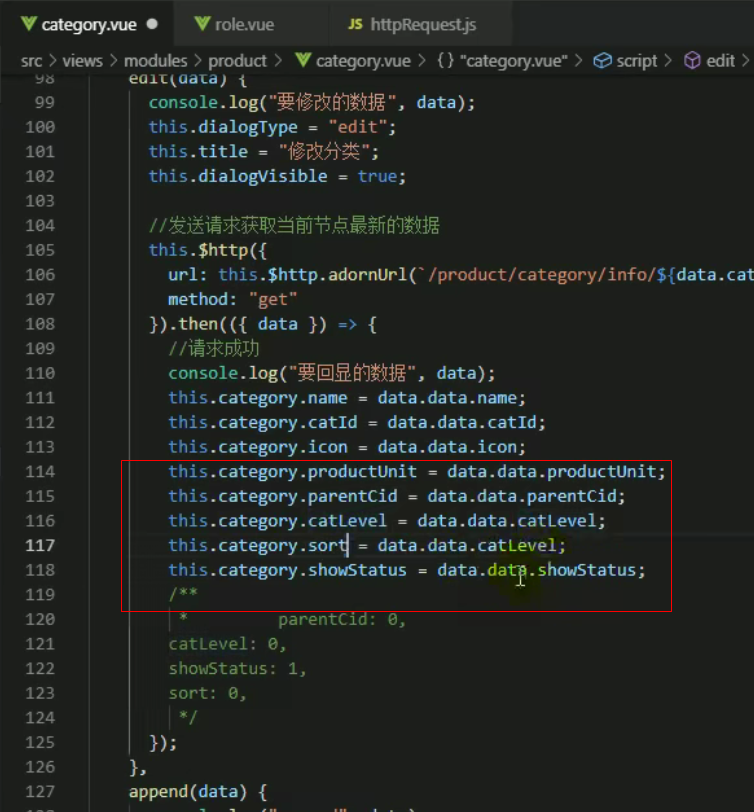 category.vue ● role.vue JS httpRequest.js
src > views > modules > product > category.vue > {} "category.vue" > script > edit >
98 edit(data) {
99 console.log("要修改的数据", data);
100 this.dialogType = "edit";
101 this.title = "修改分类";
102 this.dialogVisible = true;
103
104 //发送请求获取当前节点最新的数据
105 this.$http({
106 url: this.$http.adornUrl(`/product/category/info/${data.cat
107 method: "get"
108 }).then(({ data }) => {
109 //请求成功
110 console.log("要回显的数据", data);
111 this.category.name = data.data.name;
112 this.category.catId = data.data.catId;
113 this.category.icon = data.data.icon;
114 this.category.productUnit = data.data.productUnit;
115 this.category.parentCid = data.data.parentCid;
116 this.category.catLevel = data.data.catLevel;
117 this.category.sort = data.data.catLevel;
118 this.category.showStatus = data.data.showStatus;
119 /**
120 * parentCid: 0,
121 catLevel: 0,
122 showStatus: 1,
123 sort: 0,
124 */
125 });
126 },
127 append(data) {